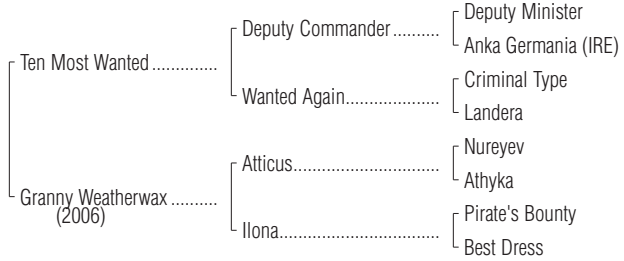 Deputy Minister
Deputy Commander..........
Anka Germania (IRE)
Ten Most Wanted..............
Criminal Type
Wanted Again....................
Landera
Nureyev
Atticus...............................
Athyka
Granny Weatherwax..........
(2006)
Pirate's Bounty
Ilona..................................
Best Dress